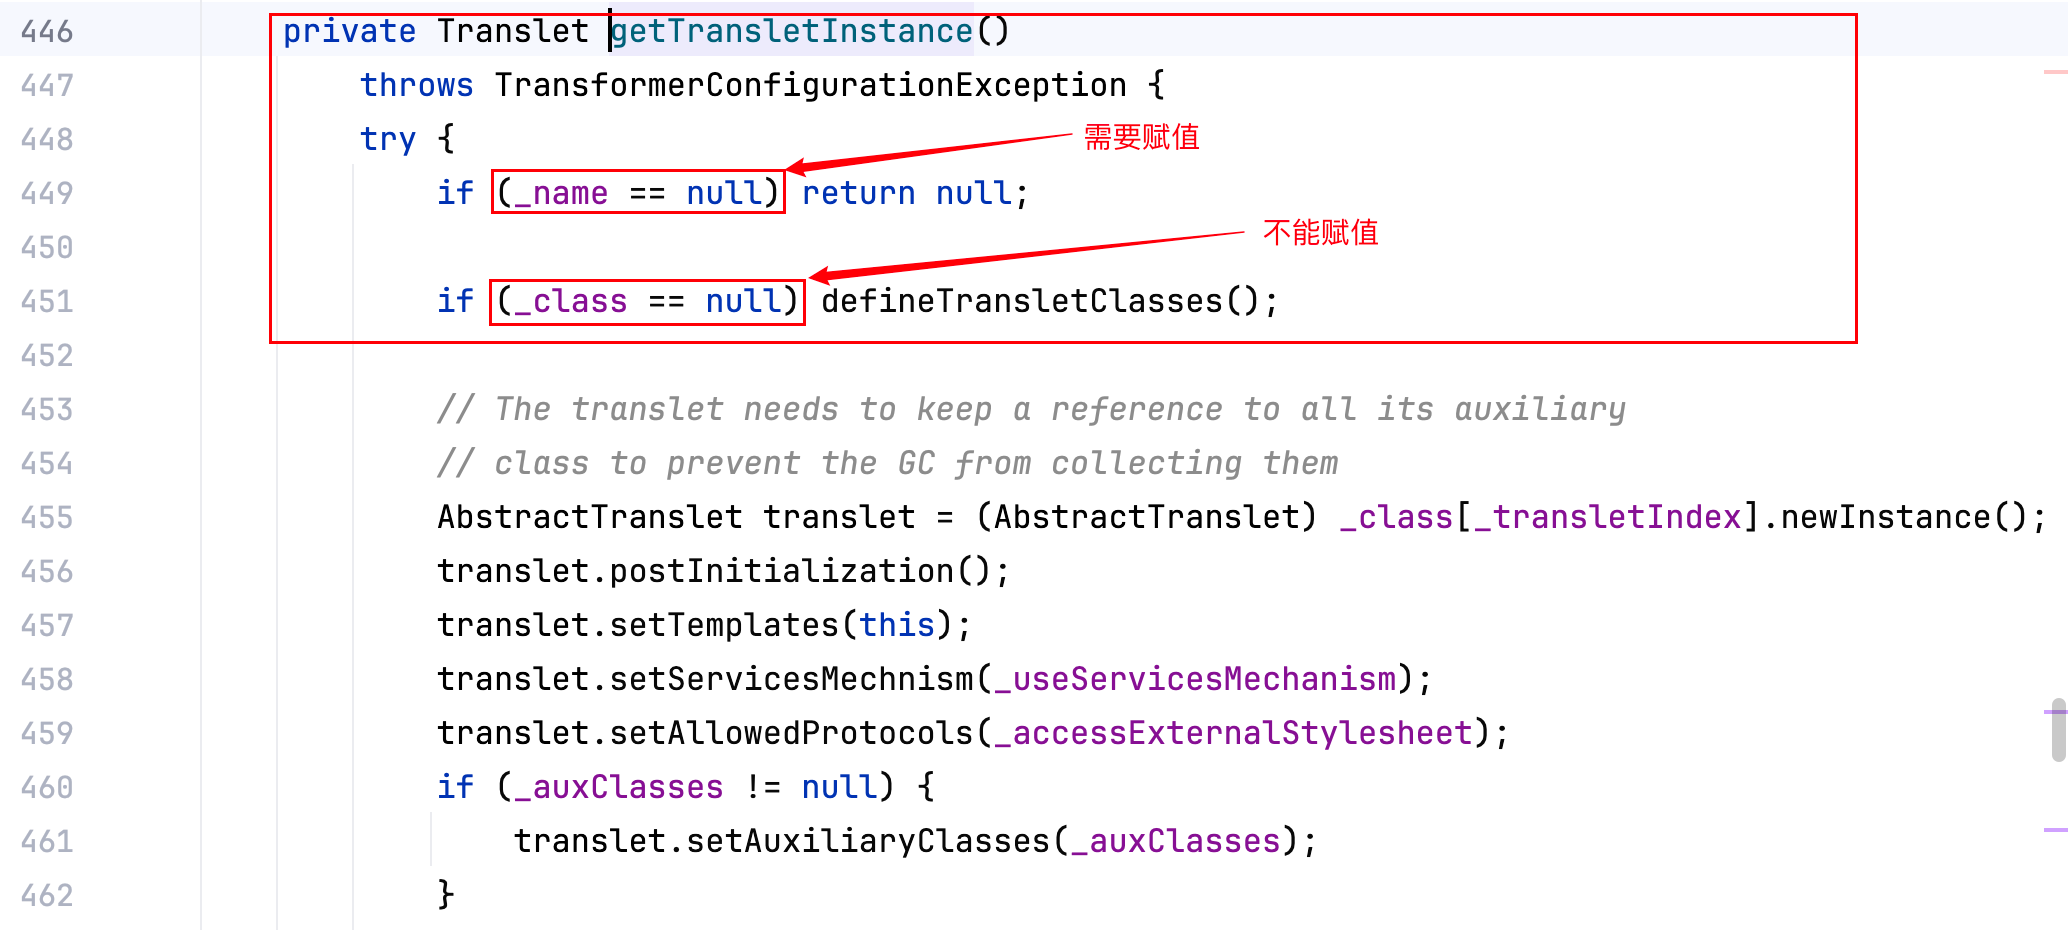 446 private Translet getTransletInstance()
447 throws TransformerConfigurationException {
448 try {
需要赋值
449 if (_name == null) return null;
不能赋值
450
451 if (_class == null) defineTransletClasses();
452
453 // The translet needs to keep a reference to all its auxiliary
454 // class to prevent the GC from collecting them
455 AbstractTranslet translet = (AbstractTranslet) _class[_transletIndex].newInstance();
456 translet.postInitialization();
457 translet.setTemplates(this);
458 translet.setServicesMechnism(_useServicesMechanism);
459 translet.setAllowedProtocols(_accessExternalStylesheet);
460 if (_auxClasses != null) {
461 translet.setAuxiliaryClasses(_auxClasses);
462 }